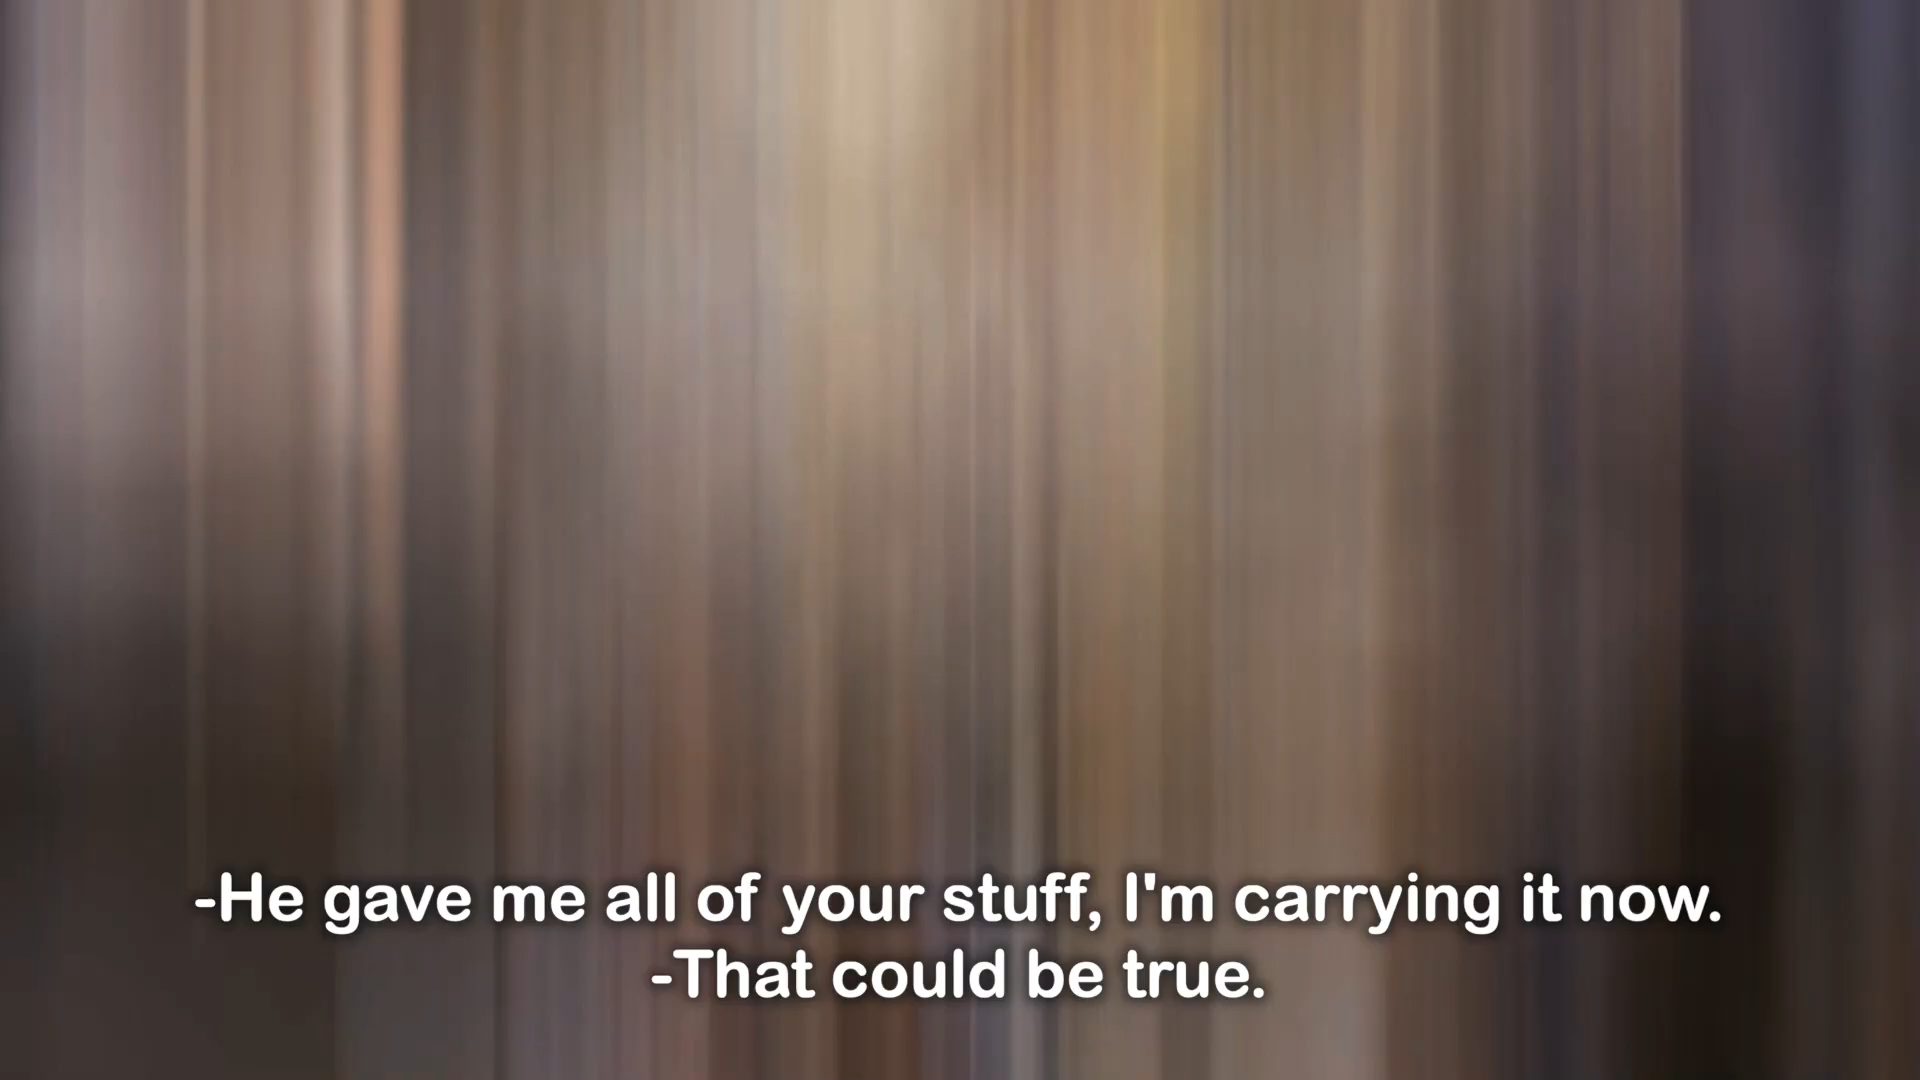 -He gave me all of your stuff, I'm carrying it now.
-That could be true.